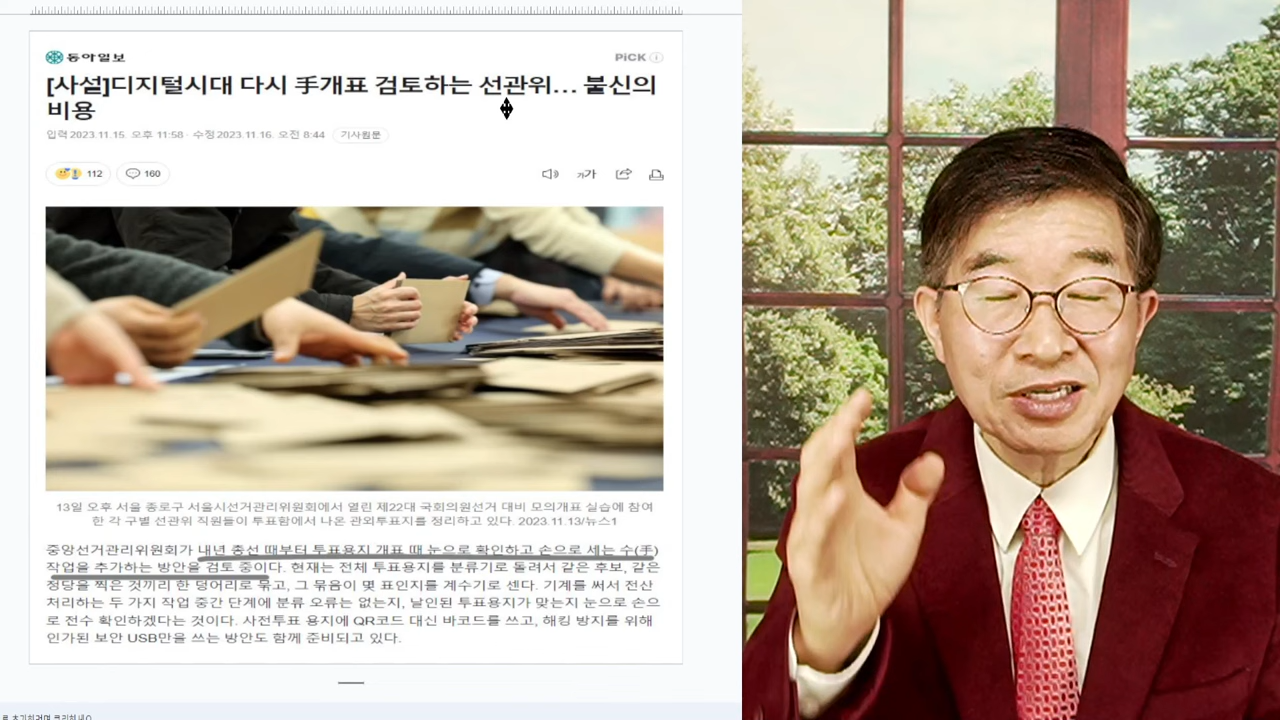 동아일보
PiCK
[사설]디지털시대 다시 手개표 검토하는 선관위… 불신의
비용
입력 2023.11.15. 오후 11:58 · 수정 2023.11.16. 오전 8:44 기사원문
112 160
가가
13일 오후 서울 종로구 서울시선거관리위원회에서 열린 제22대 국회의원선거 대비 모의개표 실습에 참여
한 각 구별 선관위 직원들이 투표함에서 나온 관외투표지를 정리하고 있다. 2023.11.13/뉴스1
중앙선거관리위원회가 내년 총선 때부터 투표용지 개표 때 눈으로 확인하고 손으로 세는 수(手)
작업을 추가하는 방안을 검토 중이다. 현재는 전체 투표용지를 분류기로 돌려서 같은 후보, 같은
정당을 찍은 것끼리 한 덩어리로 묶고, 그 묶음이 몇 표인지를 계수기로 센다. 기계를 써서 전산
처리하는 두 가지 작업 중간 단계에 분류 오류는 없는지, 날인된 투표용지가 맞는지 눈으로 손으
로 전수 확인하겠다는 것이다. 사전투표 용지에 QR코드 대신 바코드를 쓰고, 해킹 방지를 위해
인가된 보안 USB만을 쓰는 방안도 함께 준비되고 있다.